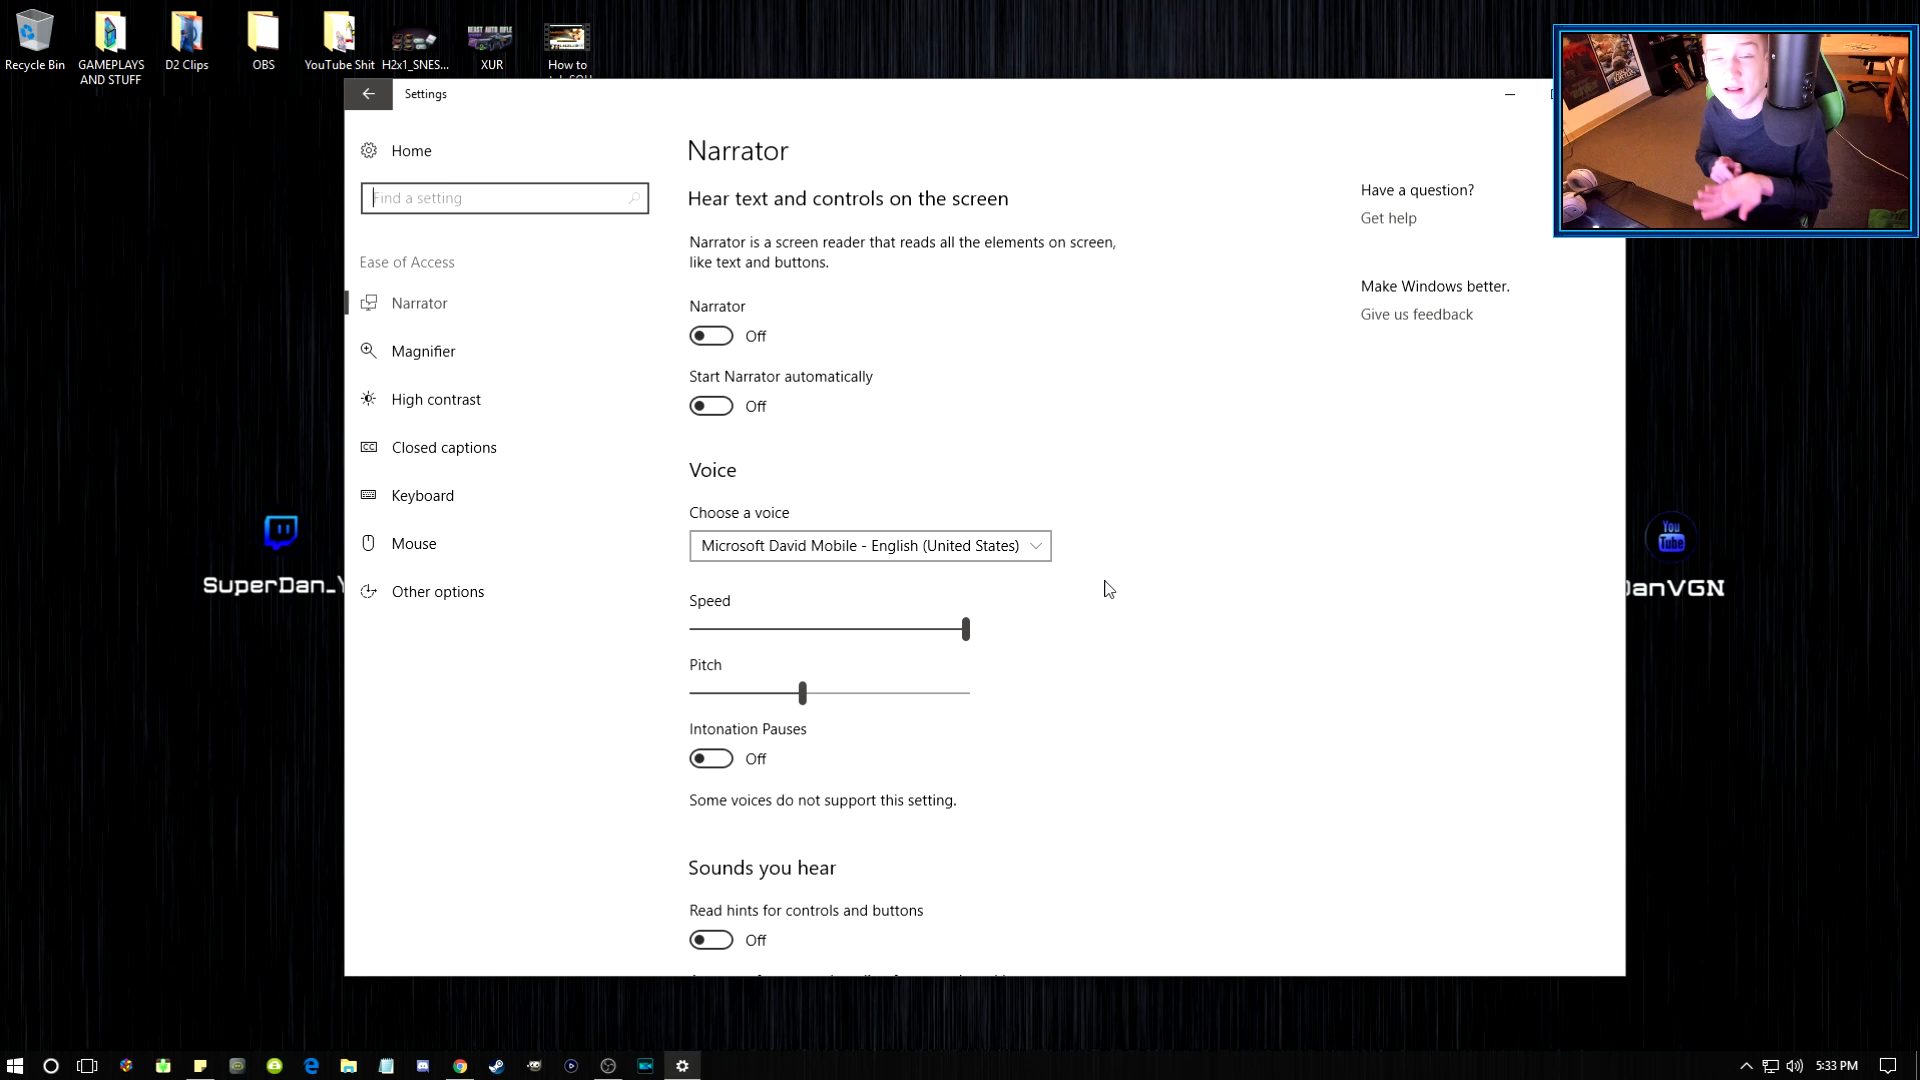 Recycle Bin
GAMEPLAYS
AND STUFF
D2 Clips
OBS
YouTube Shit
H2x1_SNES...
XUR
How to
Settings
Home
Find a setting
Ease of Access
Narrator
Magnifier
High contrast
Closed captions
Keyboard
Mouse
Other options
Narrator
Hear text and controls on the screen
Narrator is a screen reader that reads all the elements on screen,
like text and buttons.
Narrator
Off
Start Narrator automatically
Off
Voice
Choose a voice
Microsoft David Mobile - English (United States)
Speed
Pitch
Intonation Pauses
Off
Some voices do not support this setting.
Sounds you hear
Read hints for controls and buttons
Off
Have a question?
Get help
Make Windows better.
Give us feedback
SuperDan_
You
Tube
DanVGN
5:33 PM